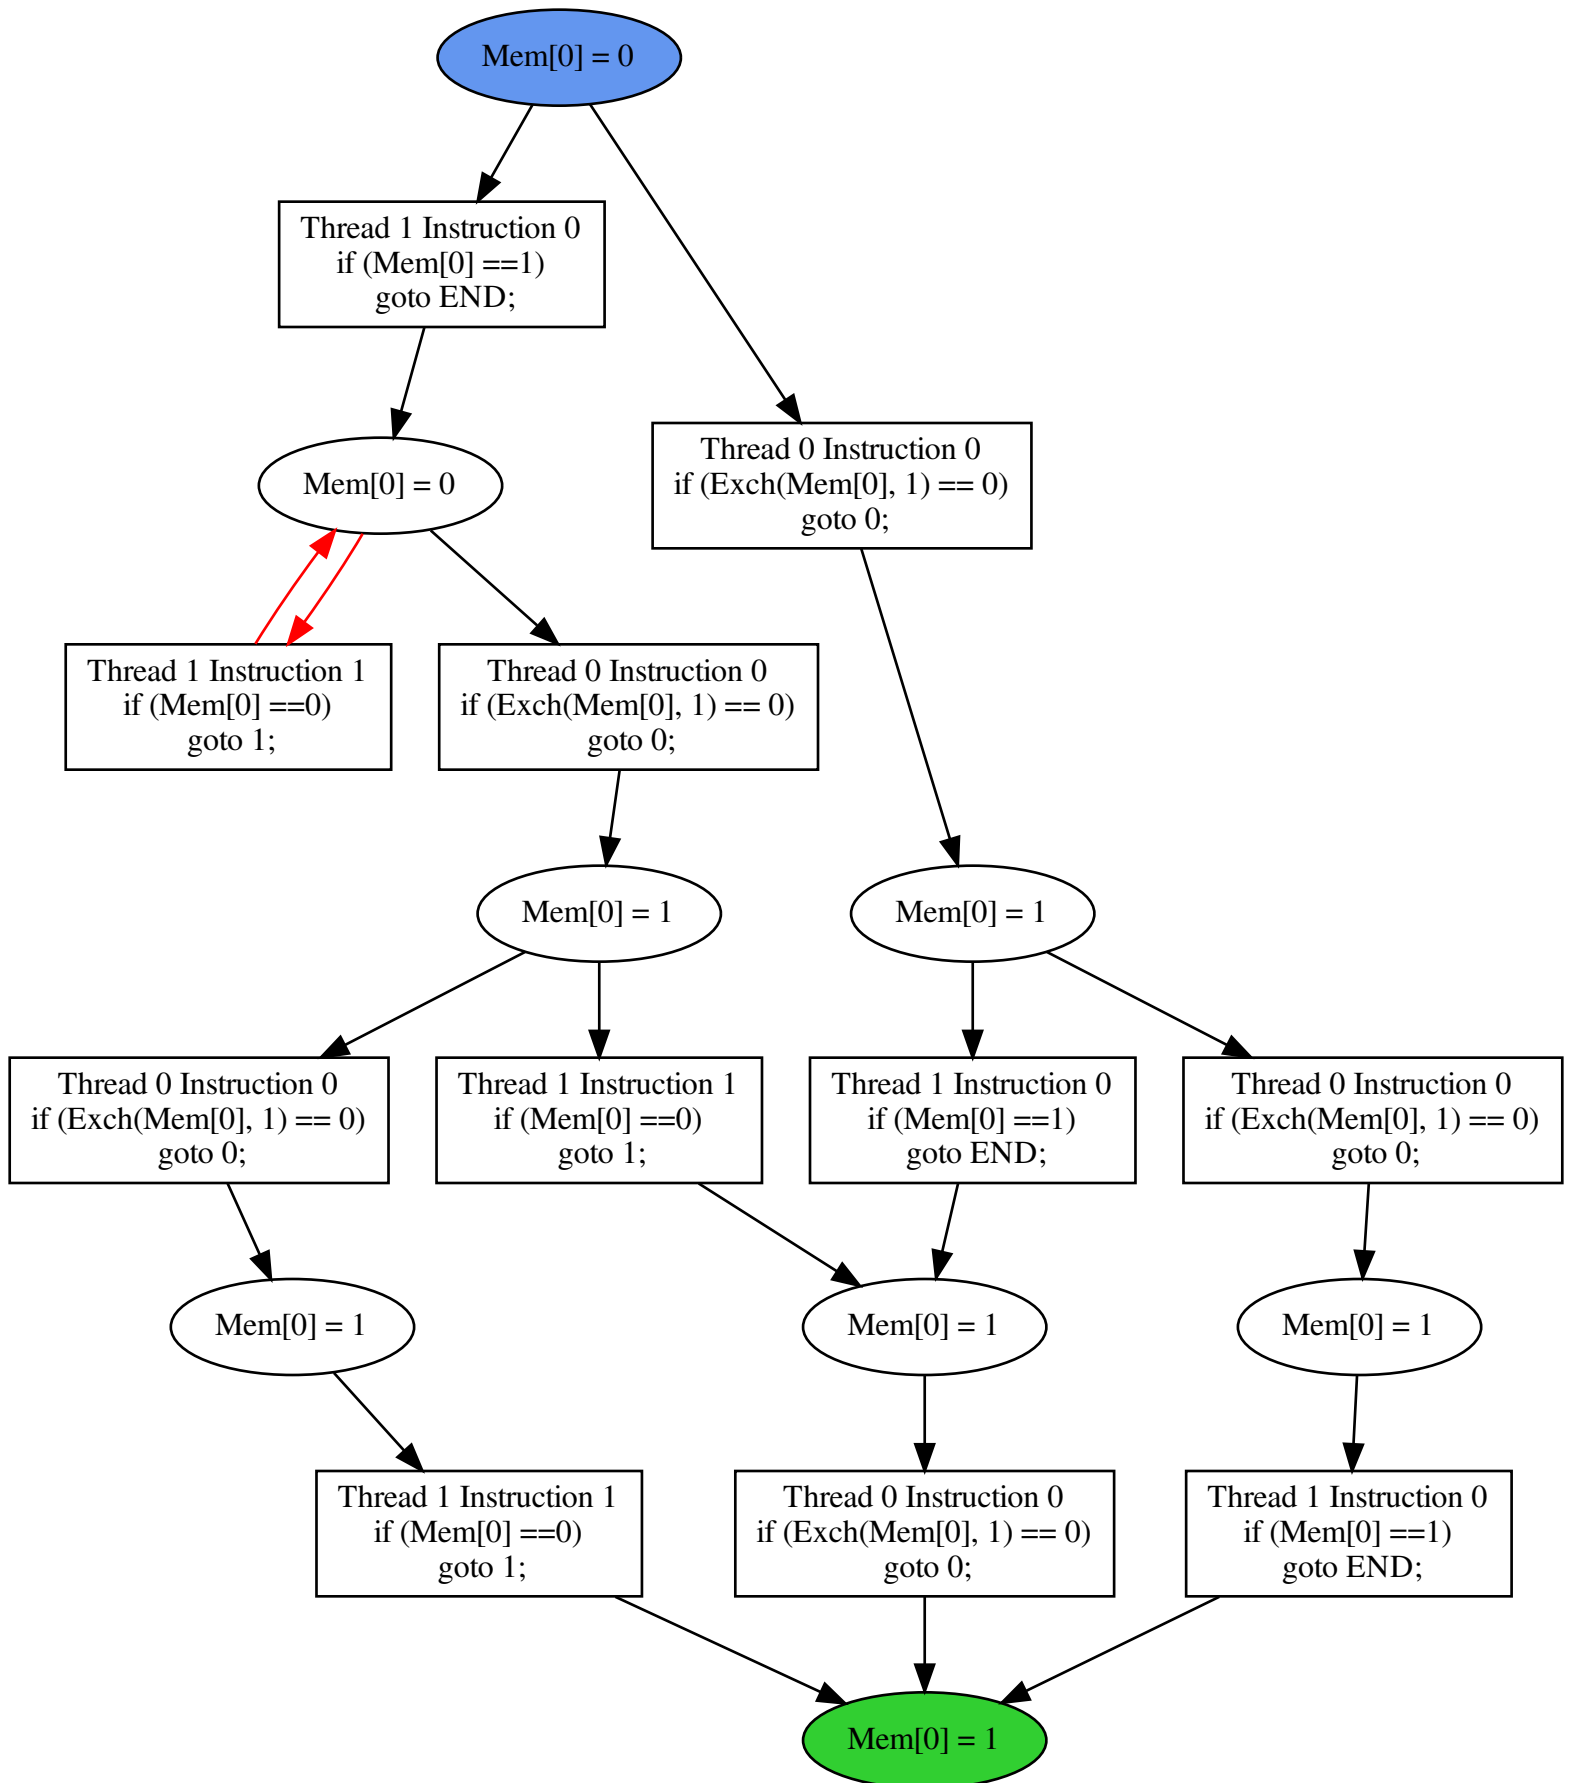 Mem[0] = 0
Thread 1 Instruction 0
if (Mem[0] ==1)
goto END;
Mem[0] = 0
Thread 0 Instruction 0
if (Exch(Mem[0], 1) == 0)
goto 0;
Thread 1 Instruction 1
if (Mem[0] ==0)
goto 1;
Thread 0 Instruction 0
if (Exch(Mem[0], 1) == 0)
goto 0;
Mem[0] = 1
Mem[0] = 1
Thread 0 Instruction 0
if (Exch(Mem[0], 1) == 0)
goto 0;
Thread 1 Instruction 1
if (Mem[0] ==0)
goto 1;
Thread 1 Instruction 0
if (Mem[0] ==1)
goto END;
Thread 0 Instruction 0
if (Exch(Mem[0], 1) == 0)
goto 0;
Mem[0] = 1
Mem[0] = 1
Mem[0] = 1
Thread 1 Instruction 1
if (Mem[0] ==0)
goto 1;
Thread 0 Instruction 0
if (Exch(Mem[0], 1) == 0)
goto 0;
Thread 1 Instruction 0
if (Mem[0] ==1)
goto END;
Mem[0] = 1